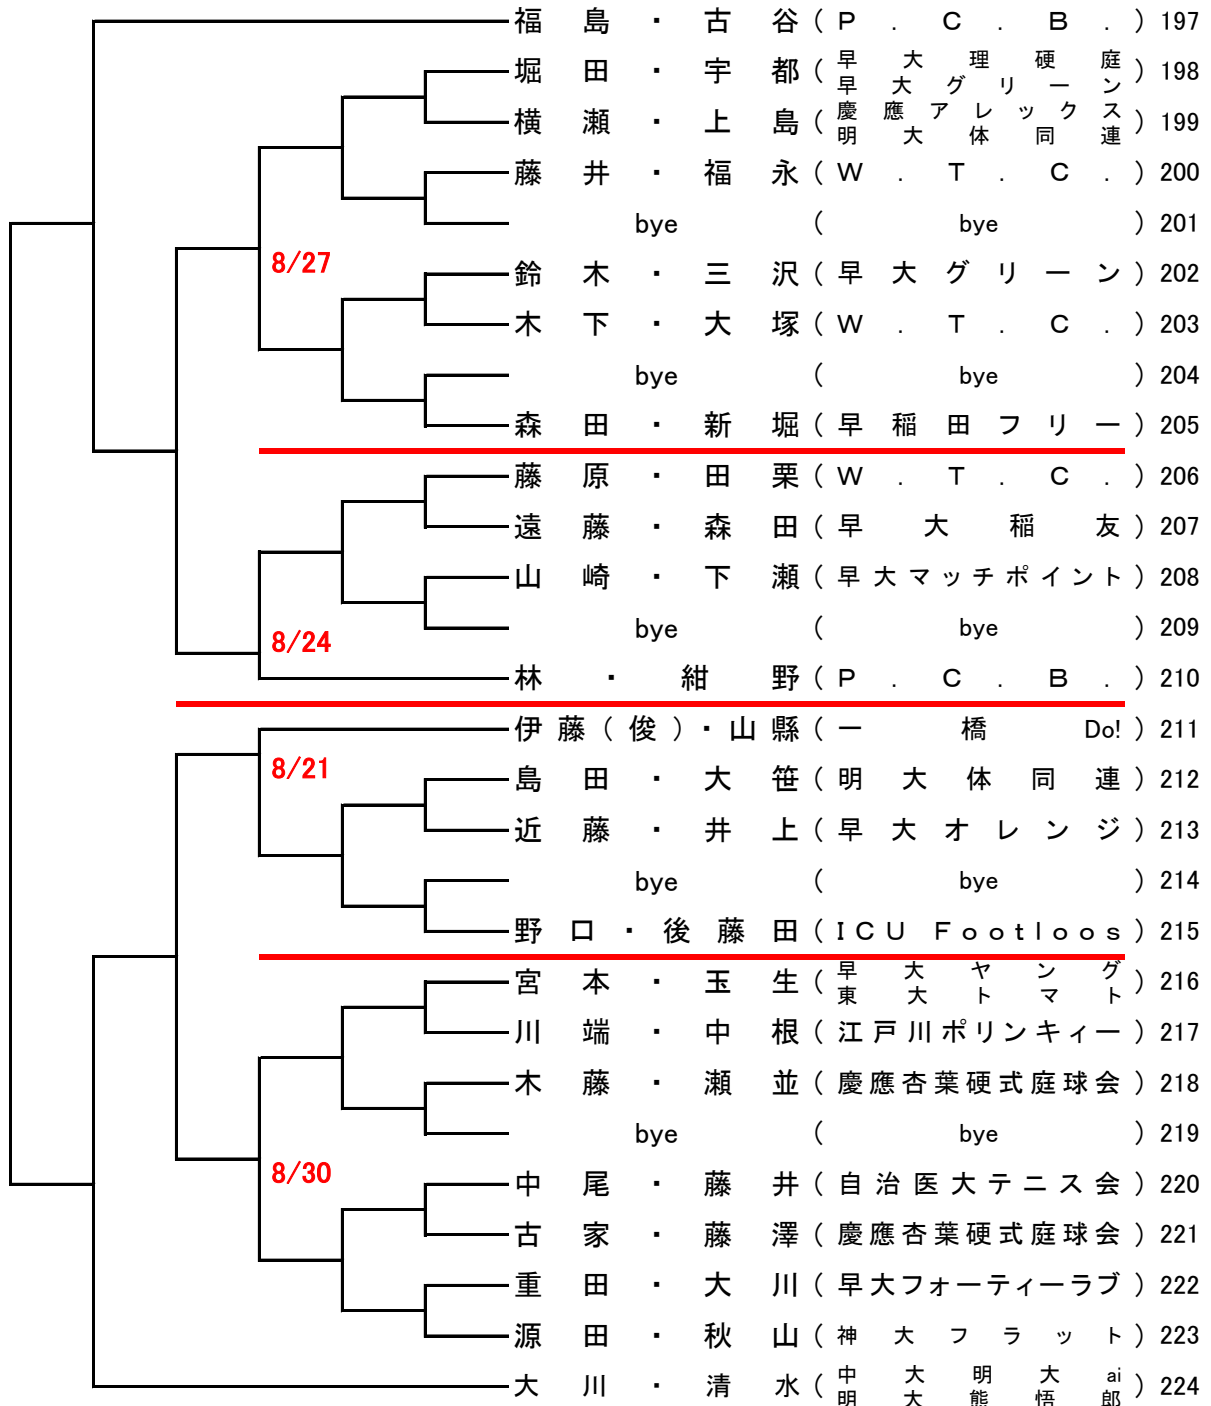 福島・古谷(P.C.B.)197
堀田・宇都(早大理硬庭 早大グリーン)198
横瀬・上島(慶應アレックス 明大体同連)199
藤井・福永(W.T.C.)200
bye(bye)201
8/27
鈴木・三沢(早大グリーン)202
木下・大塚(W.T.C.)203
bye(bye)204
森田・新堀(早稲田フリー)205
藤原・田栗(W.T.C.)206
遠藤・森田(早大稲友)207
山崎・下瀬(早大マッチポイント)208
bye(bye)209
8/24
林・紺野(P.C.B.)210
伊藤(俊)・山縣(一橋Do!)211
8/21
島田・大笹(明大体同連)212
近藤・井上(早大オレンジ)213
bye(bye)214
野口・後藤田(ICU Footloos)215
宮本・玉生(早大ヤング 東大トマト)216
川端・中根(江戸川ポリンキィー)217
木藤・瀬並(慶應杏葉硬式庭球会)218
bye(bye)219
8/30
中尾・藤井(自治医大テニス会)220
古家・藤澤(慶應杏葉硬式庭球会)221
重田・大川(早大フォーティーラブ)222
源田・秋山(神大フラット)223
大川・清水(中大明大ai 明大熊悟郎)224